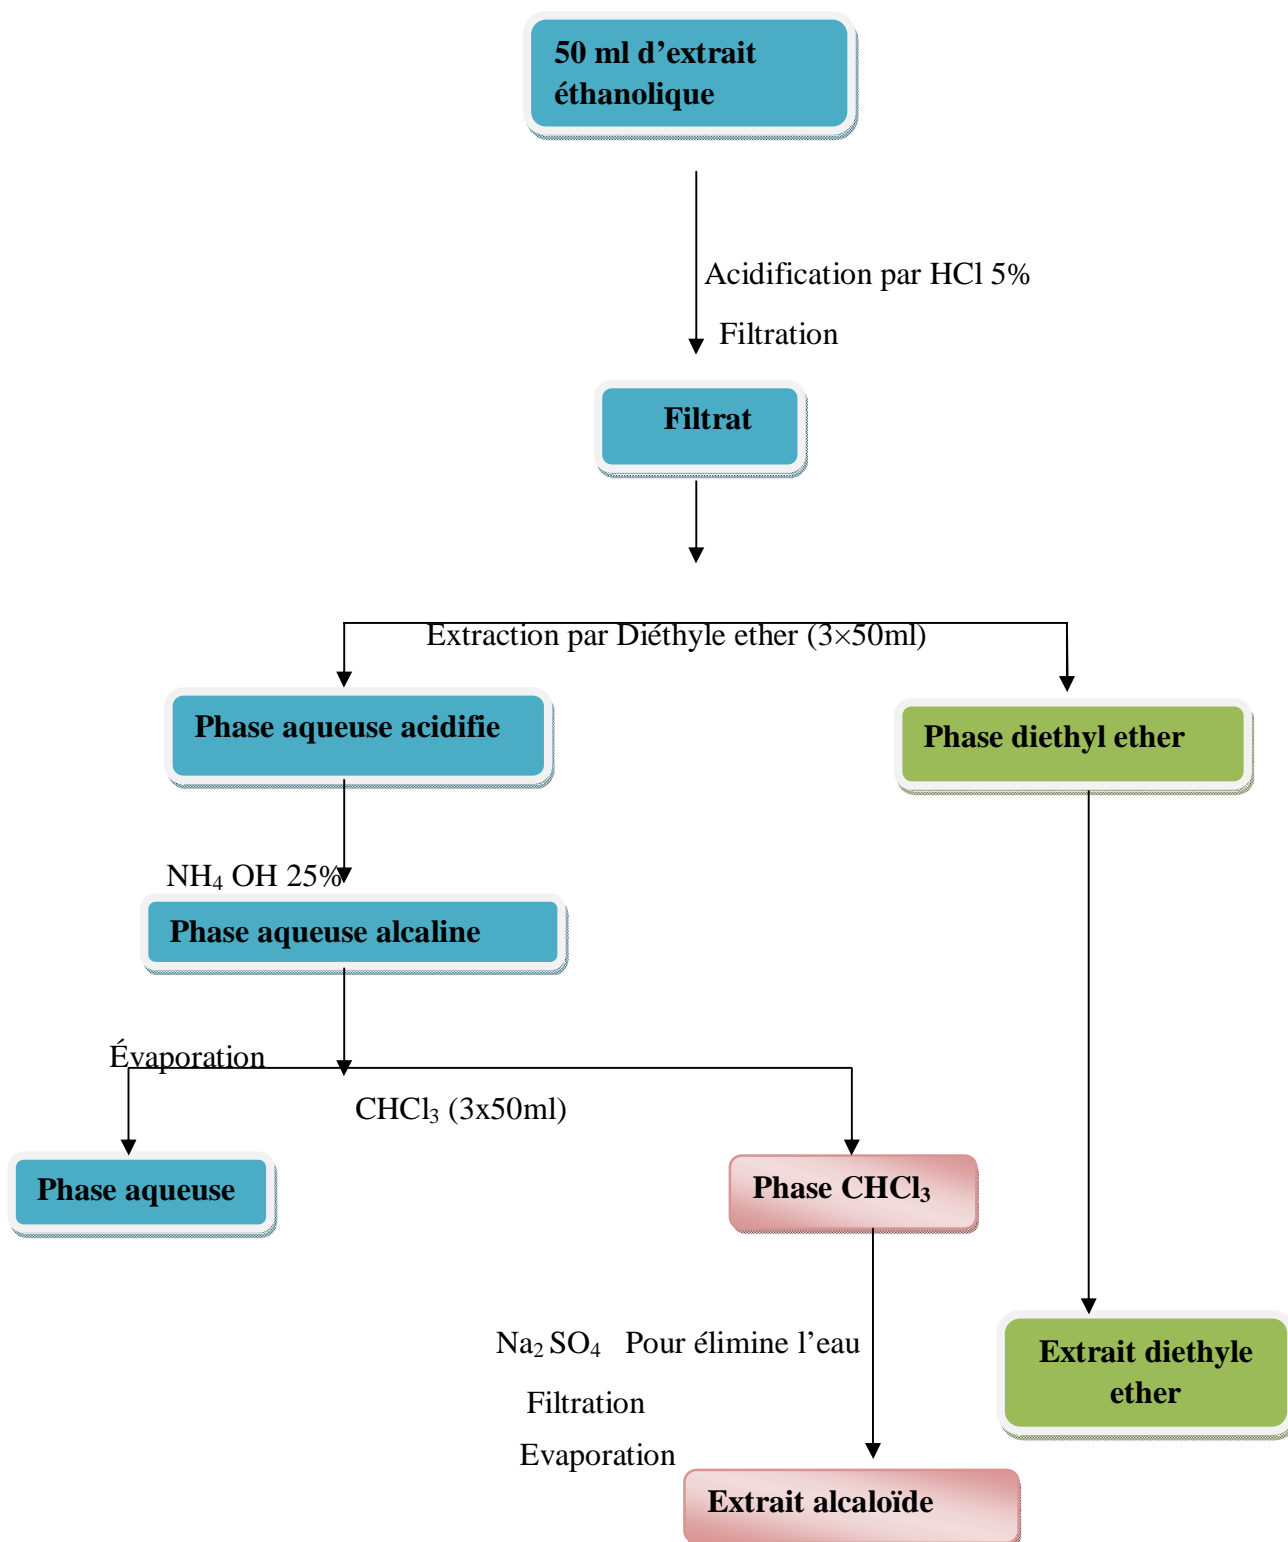 50 ml d’extrait
éthanolique
Acidification par HCl 5%
Filtration
Filtrat
Extraction par Diéthyle ether (3×50ml)
Phase aqueuse acidifie
Phase diethyl ether
NH₄ OH 25%
Phase aqueuse alcaline
Évaporation
CHCl₃ (3x50ml)
Phase aqueuse
Phase CHCl₃
Na₂ SO₄ Pour élimine l’eau
Filtration
Evaporation
Extrait diethyle
ether
Extrait alcaloïde